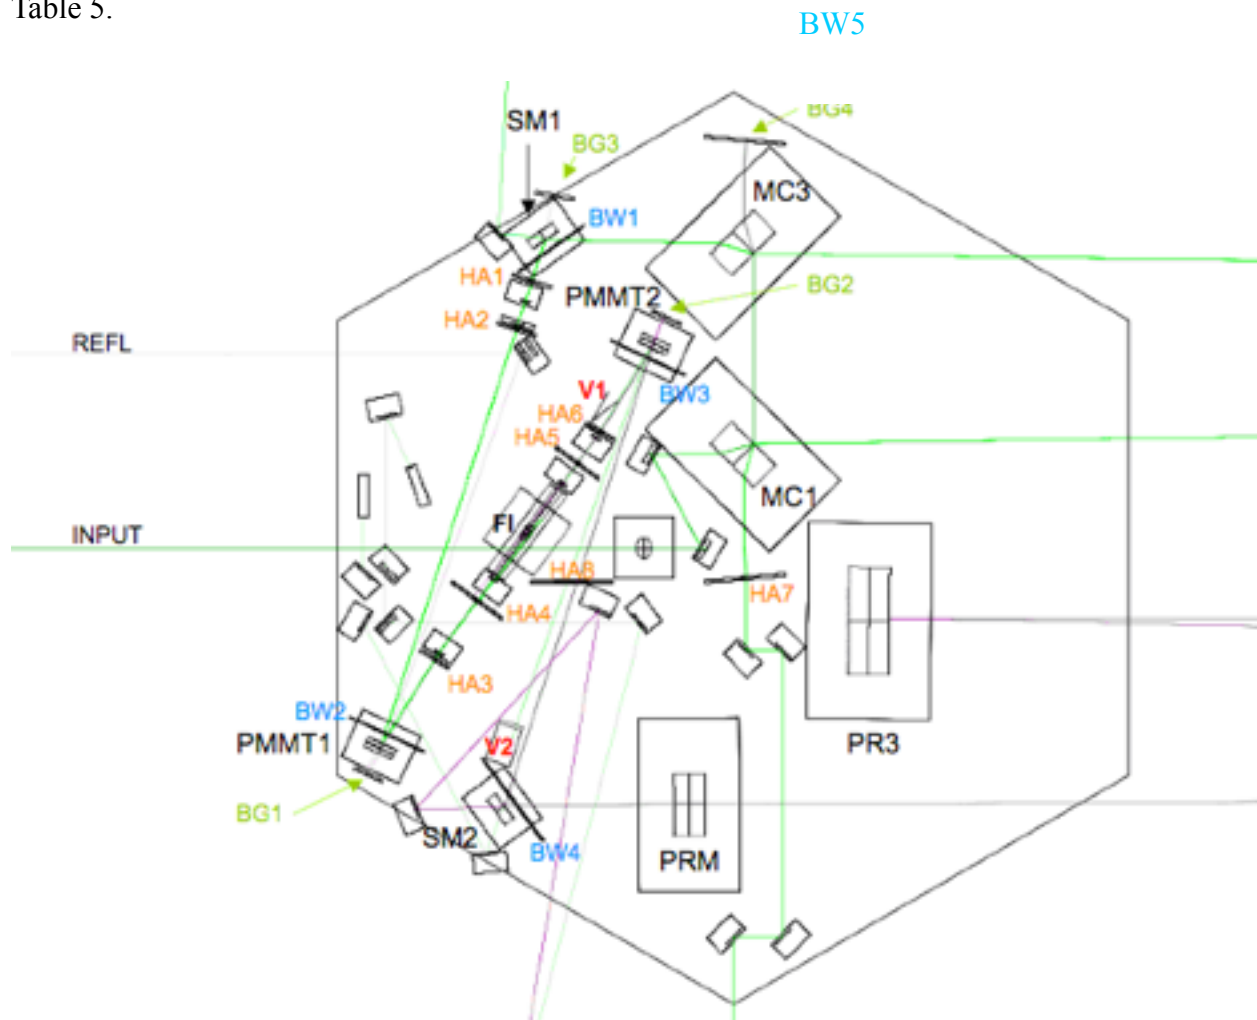 Table 5.
BW5
BG4
SM1
BG3
MC3
BW1
HA1
PMMT2
BG2
HA2
REFL
V1
BW3
HA6
HA5
MC1
FI
INPUT
HA8
HA7
HA4
HA3
BW2
PMMT1
V2
PR3
BG1
SM2
BW4
PRM